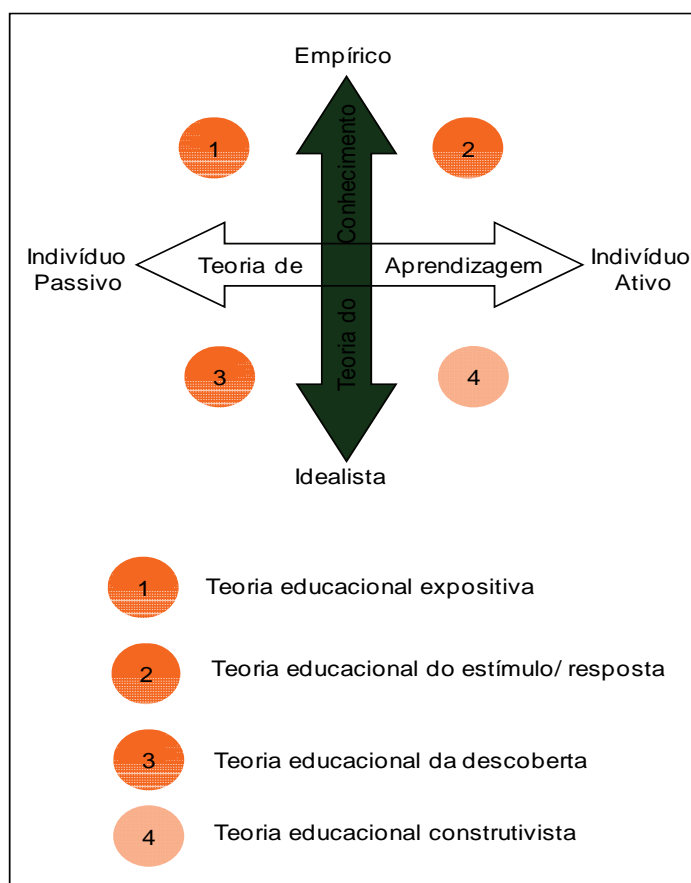 Empírico
1
2
Conhecimento
Indivíduo
Passivo
Teoria de
Aprendizagem
Indivíduo
Ativo
Teoria do
3
4
Idealista
1 Teoria educacional expositiva
2 Teoria educacional do estímulo/ resposta
3 Teoria educacional da descoberta
4 Teoria educacional construtivista